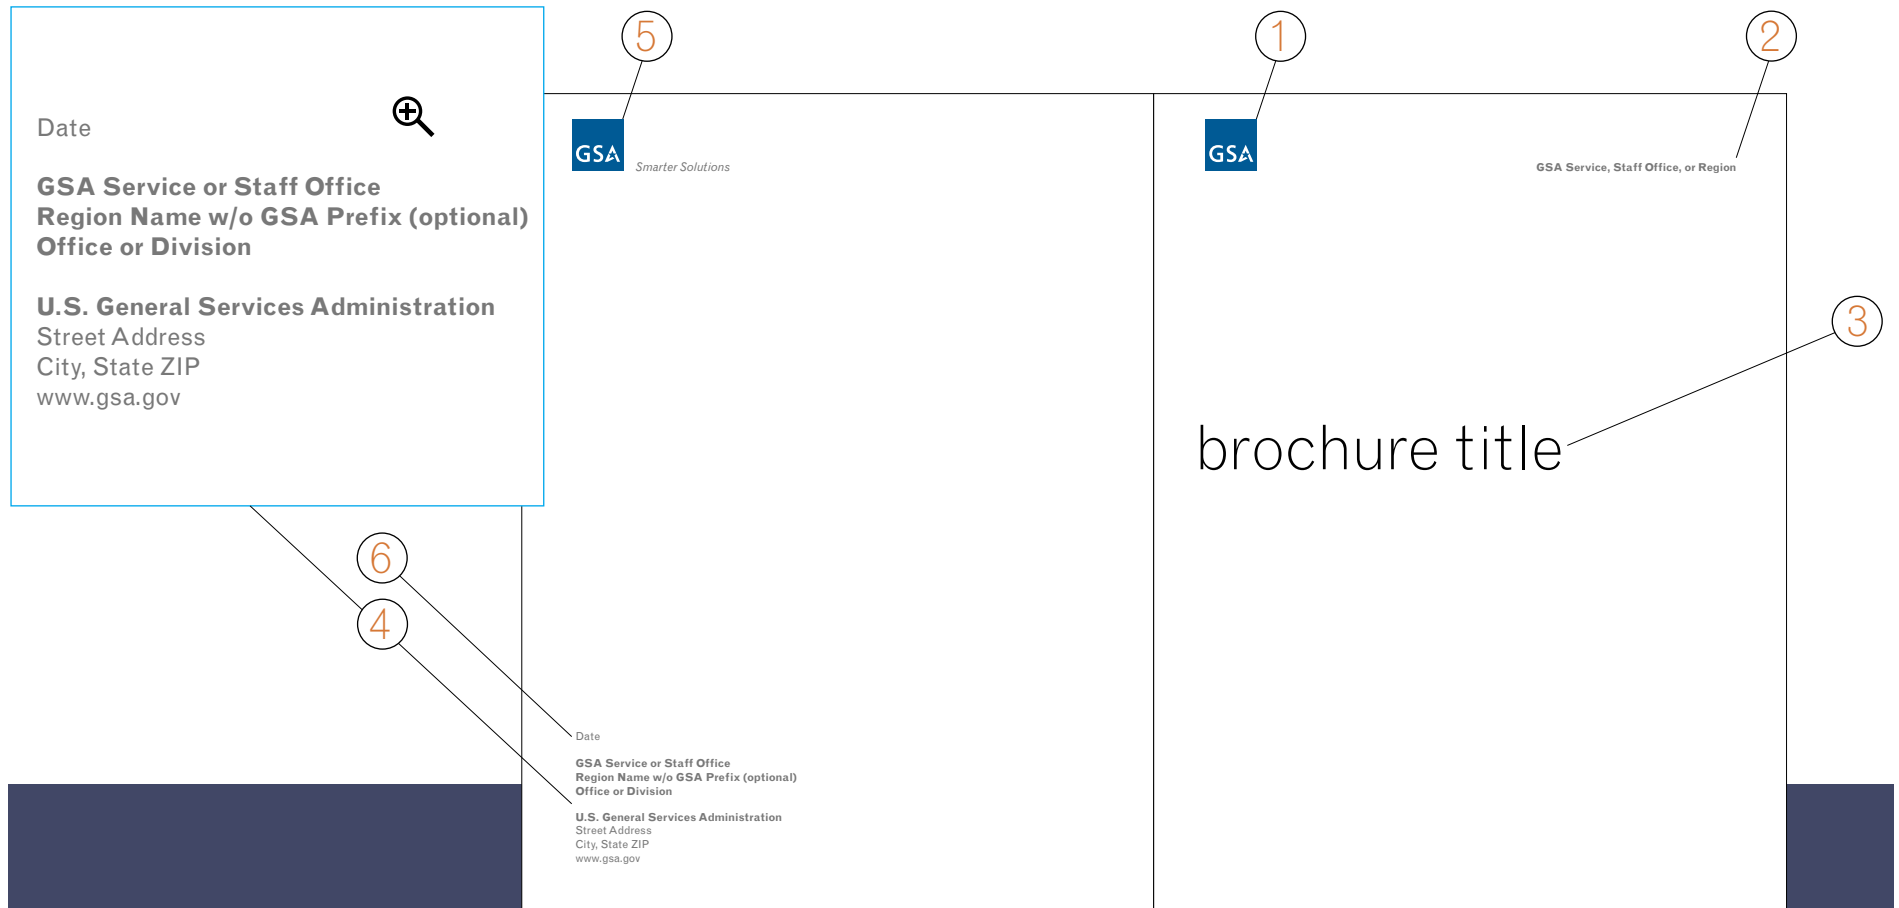 5
1
2
Date
GSA Service or Staff Office
Region Name w/o GSA Prefix (optional)
Office or Division
U.S. General Services Administration
Street Address
City, State ZIP
www.gsa.gov
GSA
Smarter Solutions
GSA
GSA Service, Staff Office, or Region
3
brochure title
6
4
Date
GSA Service or Staff Office
Region Name w/o GSA Prefix (optional)
Office or Division
U.S. General Services Administration
Street Address
City, State ZIP
www.gsa.gov